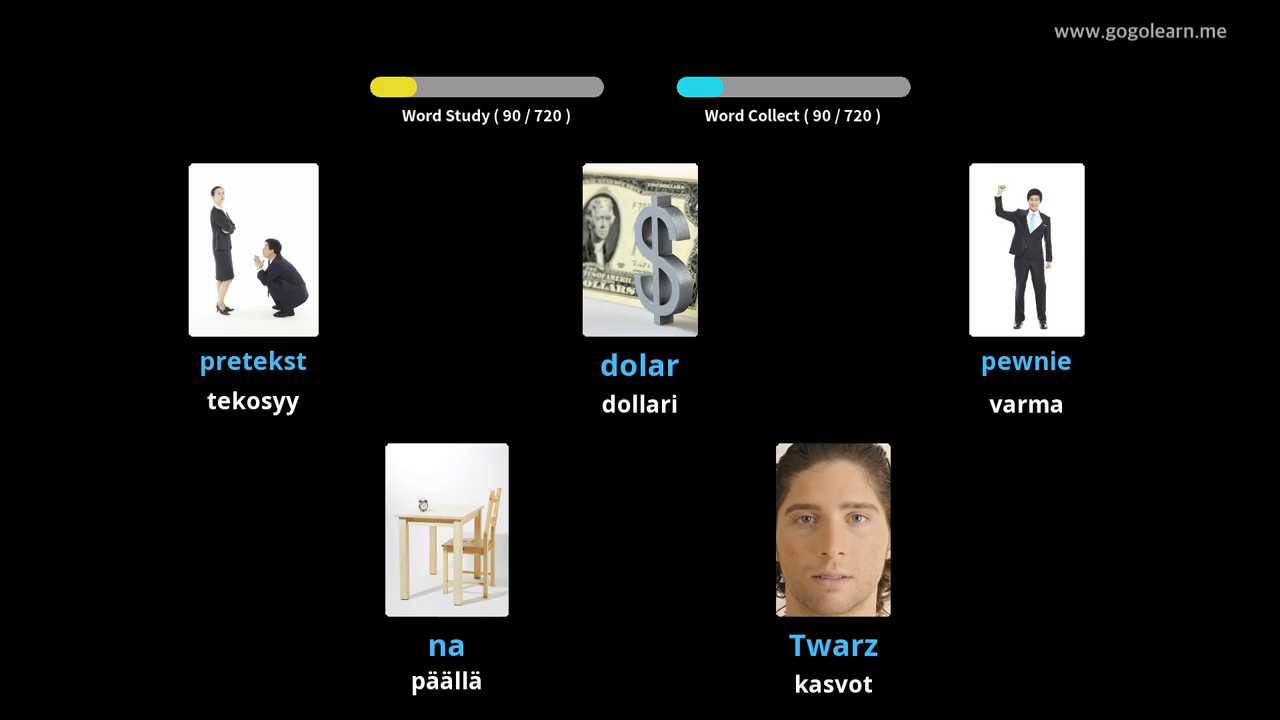 www.gogolearn.me
Word Study ( 90 / 720 )
Word Collect ( 90 / 720 )
pretekst
tekosyy
dolar
dollari
pewnie
varma
na
päällä
Twarz
kasvot